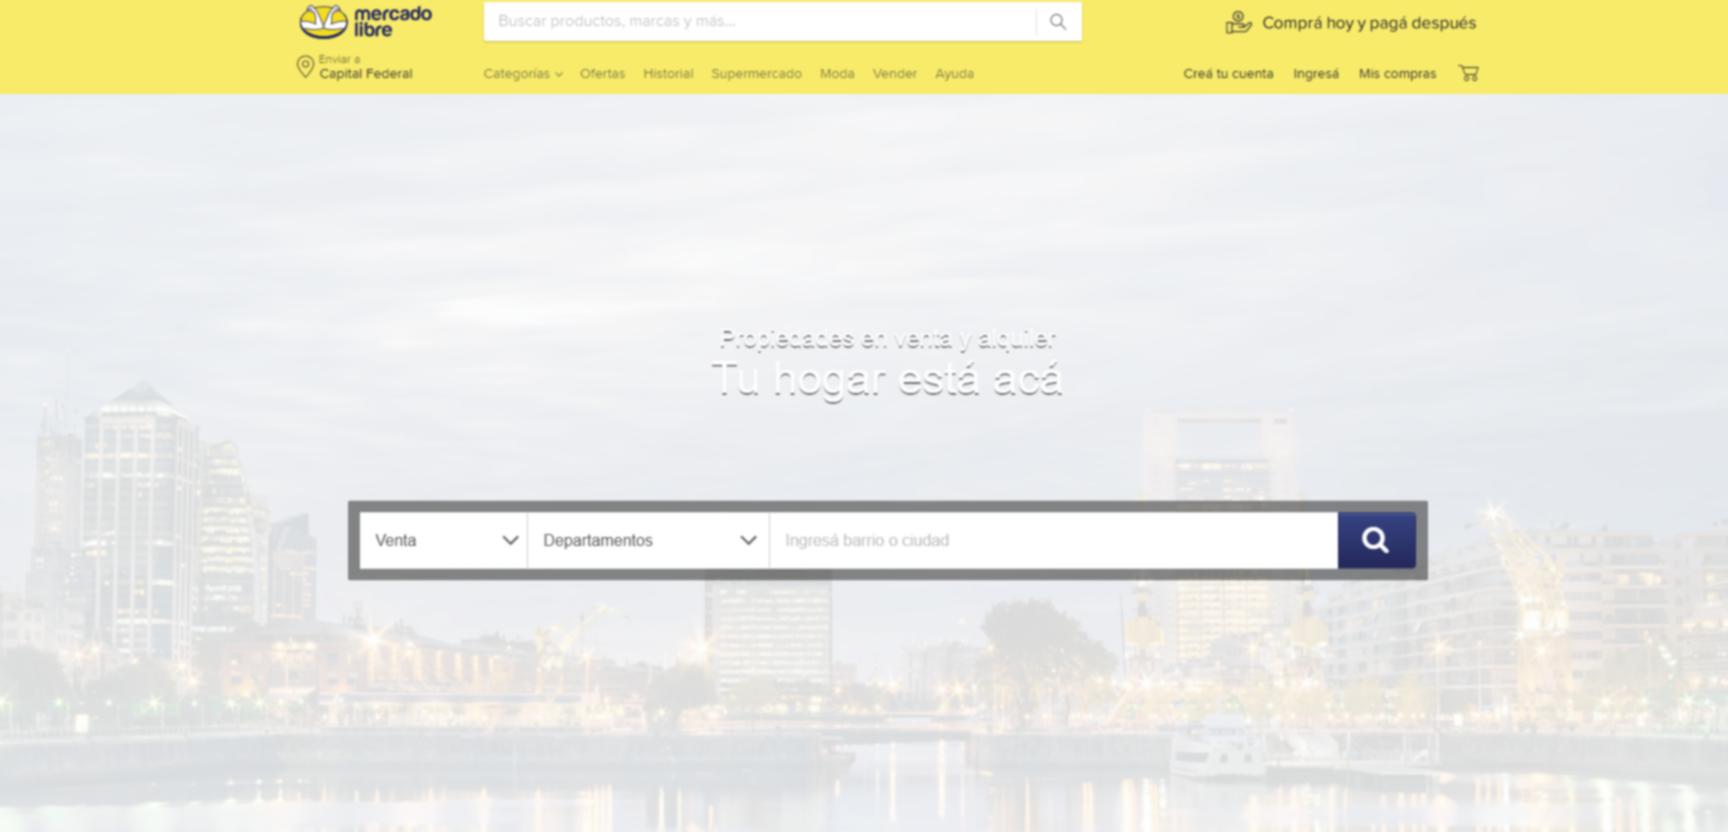 mercado
libre
Buscar productos, marcas y más...
Comprá hoy y pagá después
Enviar a
Capital Federal
Categorías Ofertas Historial Supermercado Moda Vender Ayuda
Creá tu cuenta Ingresá Mis compras
Propiedades en venta y alquiler
Tu hogar está acá
Venta Departamentos Ingresá barrio o ciudad